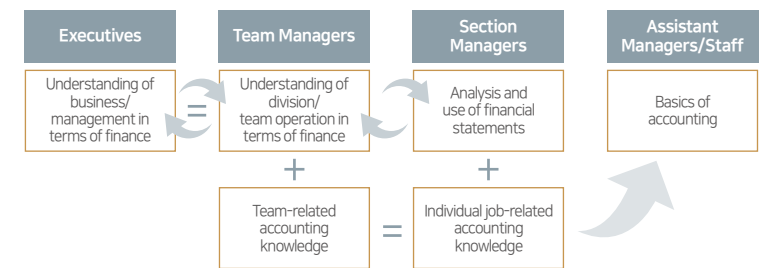 Executives
Team Managers
Section
Managers
Assistant
Managers/Staff
Understanding of
business/
management in
terms of finance
=
Understanding of
division/
team operation in
terms of finance
Analysis and
use of financial
statements
Basics of
accounting
+
+
Team-related
accounting
knowledge
=
Individual job-related
accounting
knowledge